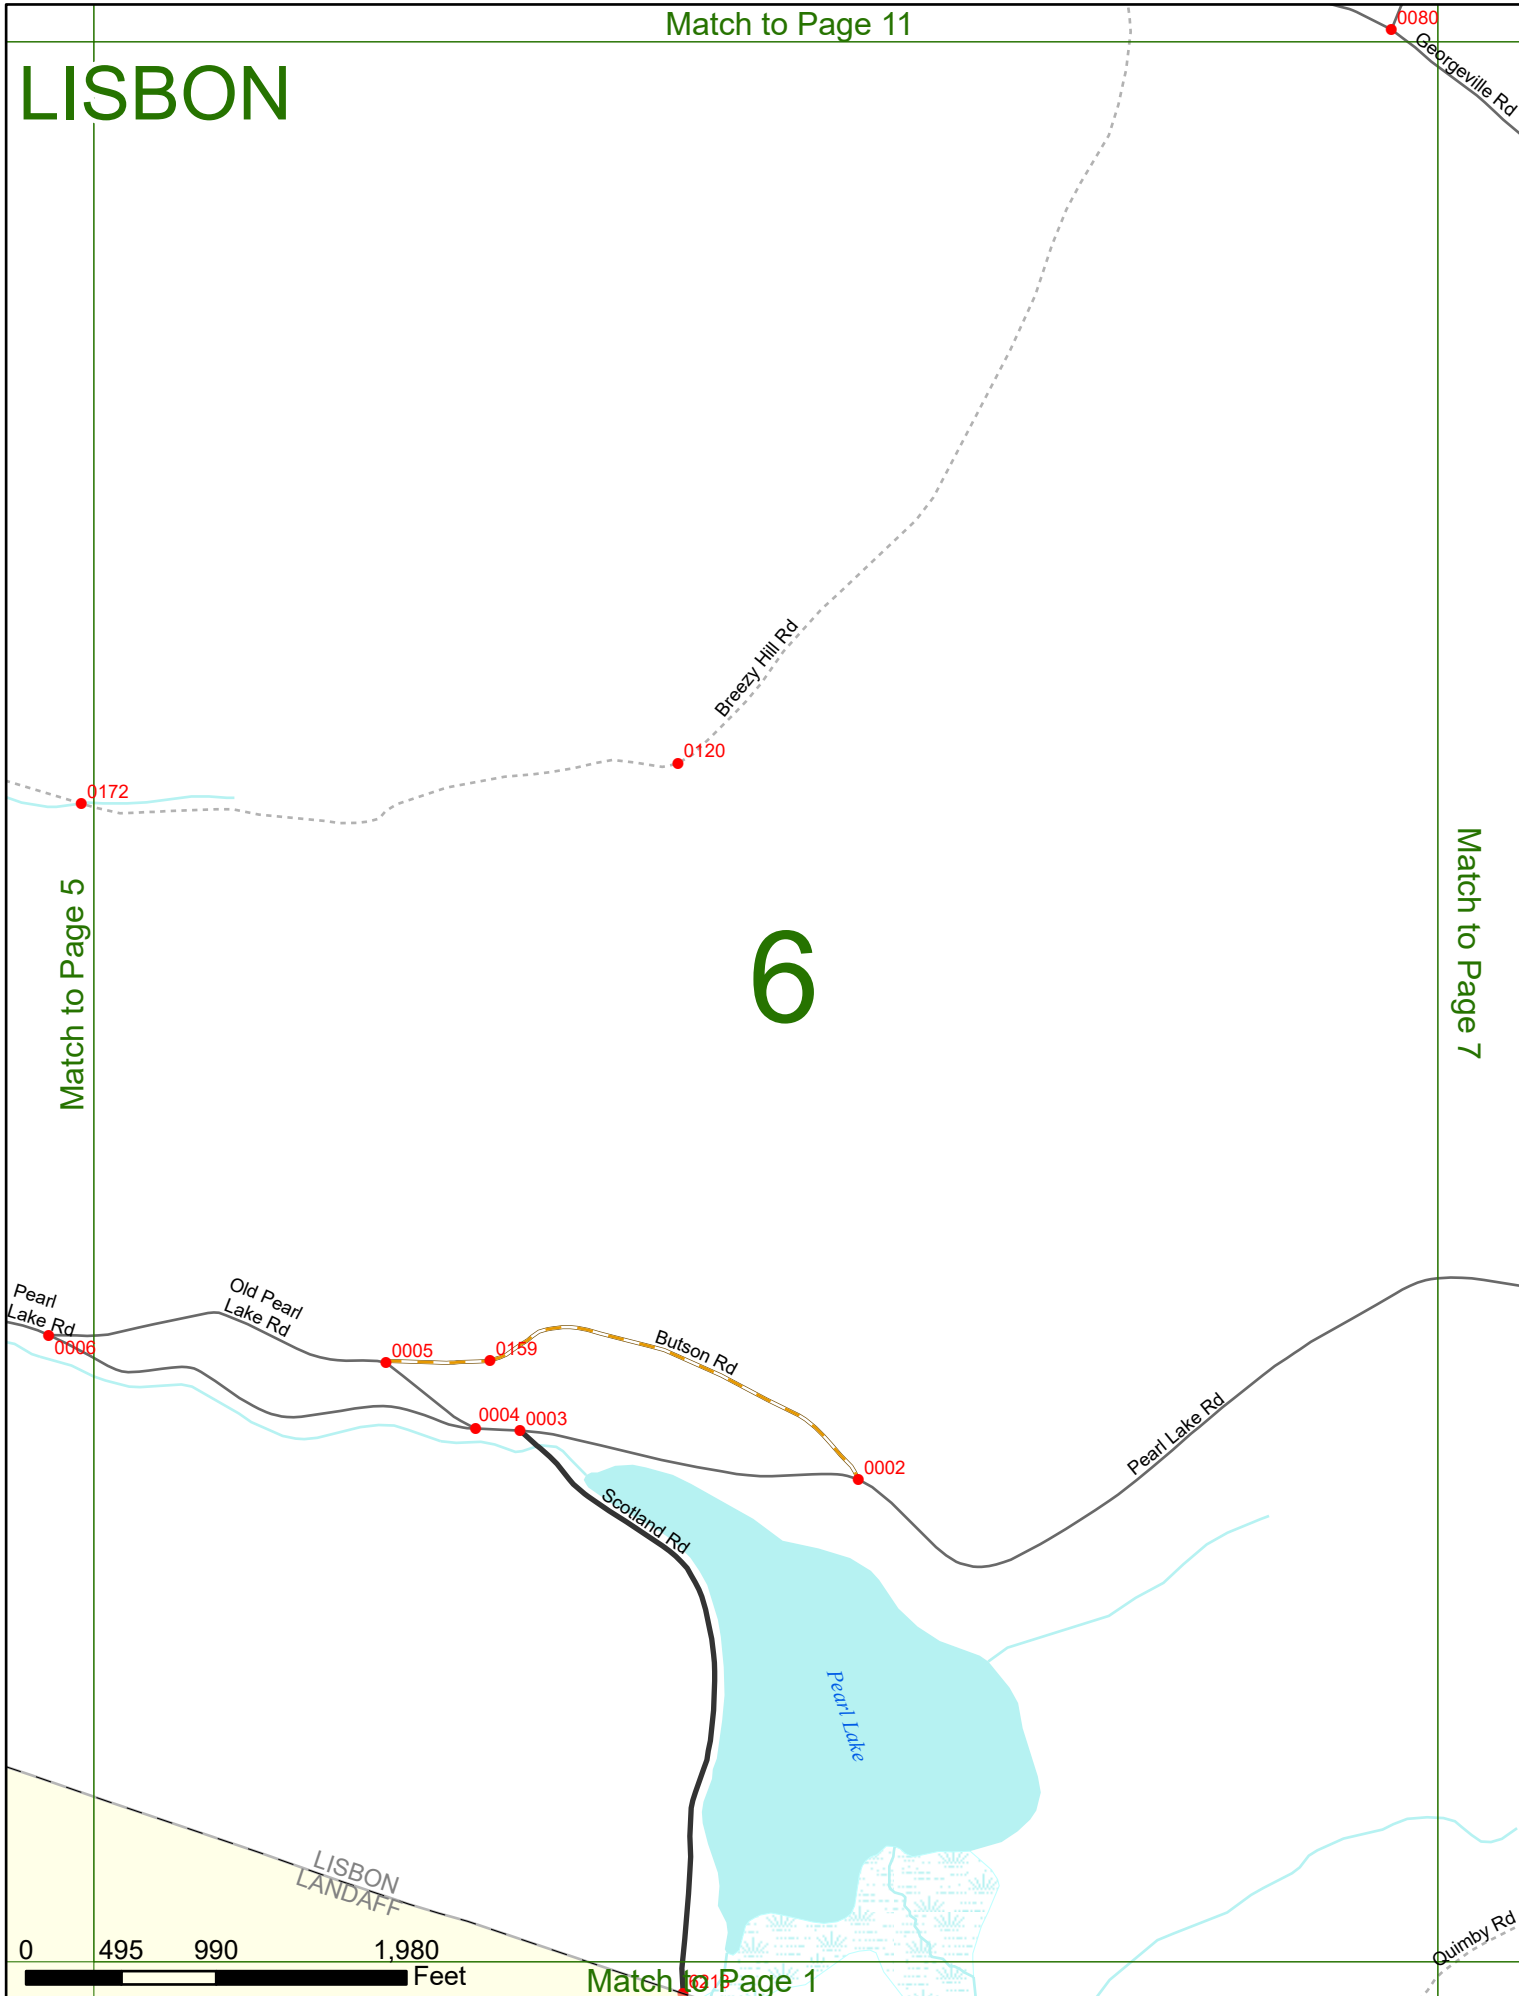 Match to Page 11
0080
Georgeville Rd
LISBON
Breezy Hill Rd
0120
0172
Match to Page 5
6
Match to Page 7
Pearl
Lake Rd
0006
Old Pearl
Lake Rd
0005
0159
Butson Rd
0004
0003
0002
Pearl Lake Rd
Scotland Rd
Pearl Lake
LISBON
LANDAFF
Quimby Rd
0 495 990 1,980
Feet
Match to Page 1
6213